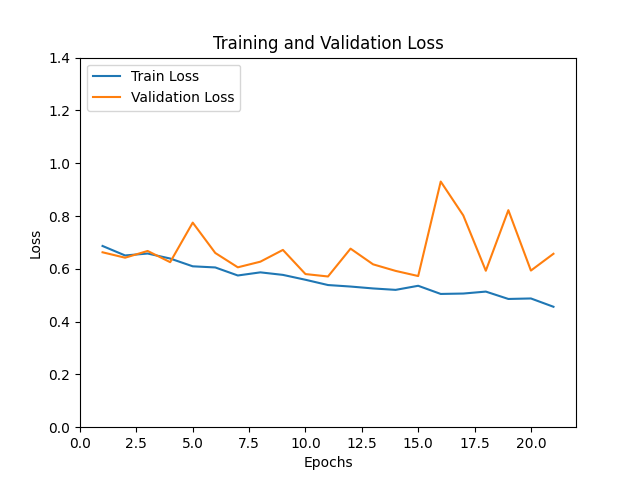 Training and Validation Loss
1.4
Train Loss
Validation Loss
1.2
1.0
0.8
Loss
0.6
0.4
0.2
0.0
0.0 2.5 5.0 7.5 10.0 12.5 15.0 17.5 20.0
Epochs